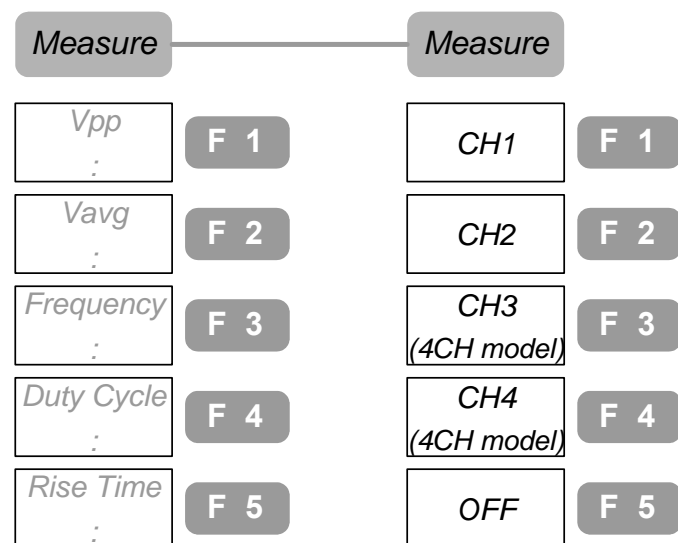 Measure
Measure
Vpp
:
F 1
CH1
F 1
Vavg
:
F 2
CH2
F 2
Frequency
:
F 3
CH3
(4CH model)
F 3
Duty Cycle
:
F 4
CH4
(4CH model)
F 4
Rise Time
:
F 5
OFF
F 5